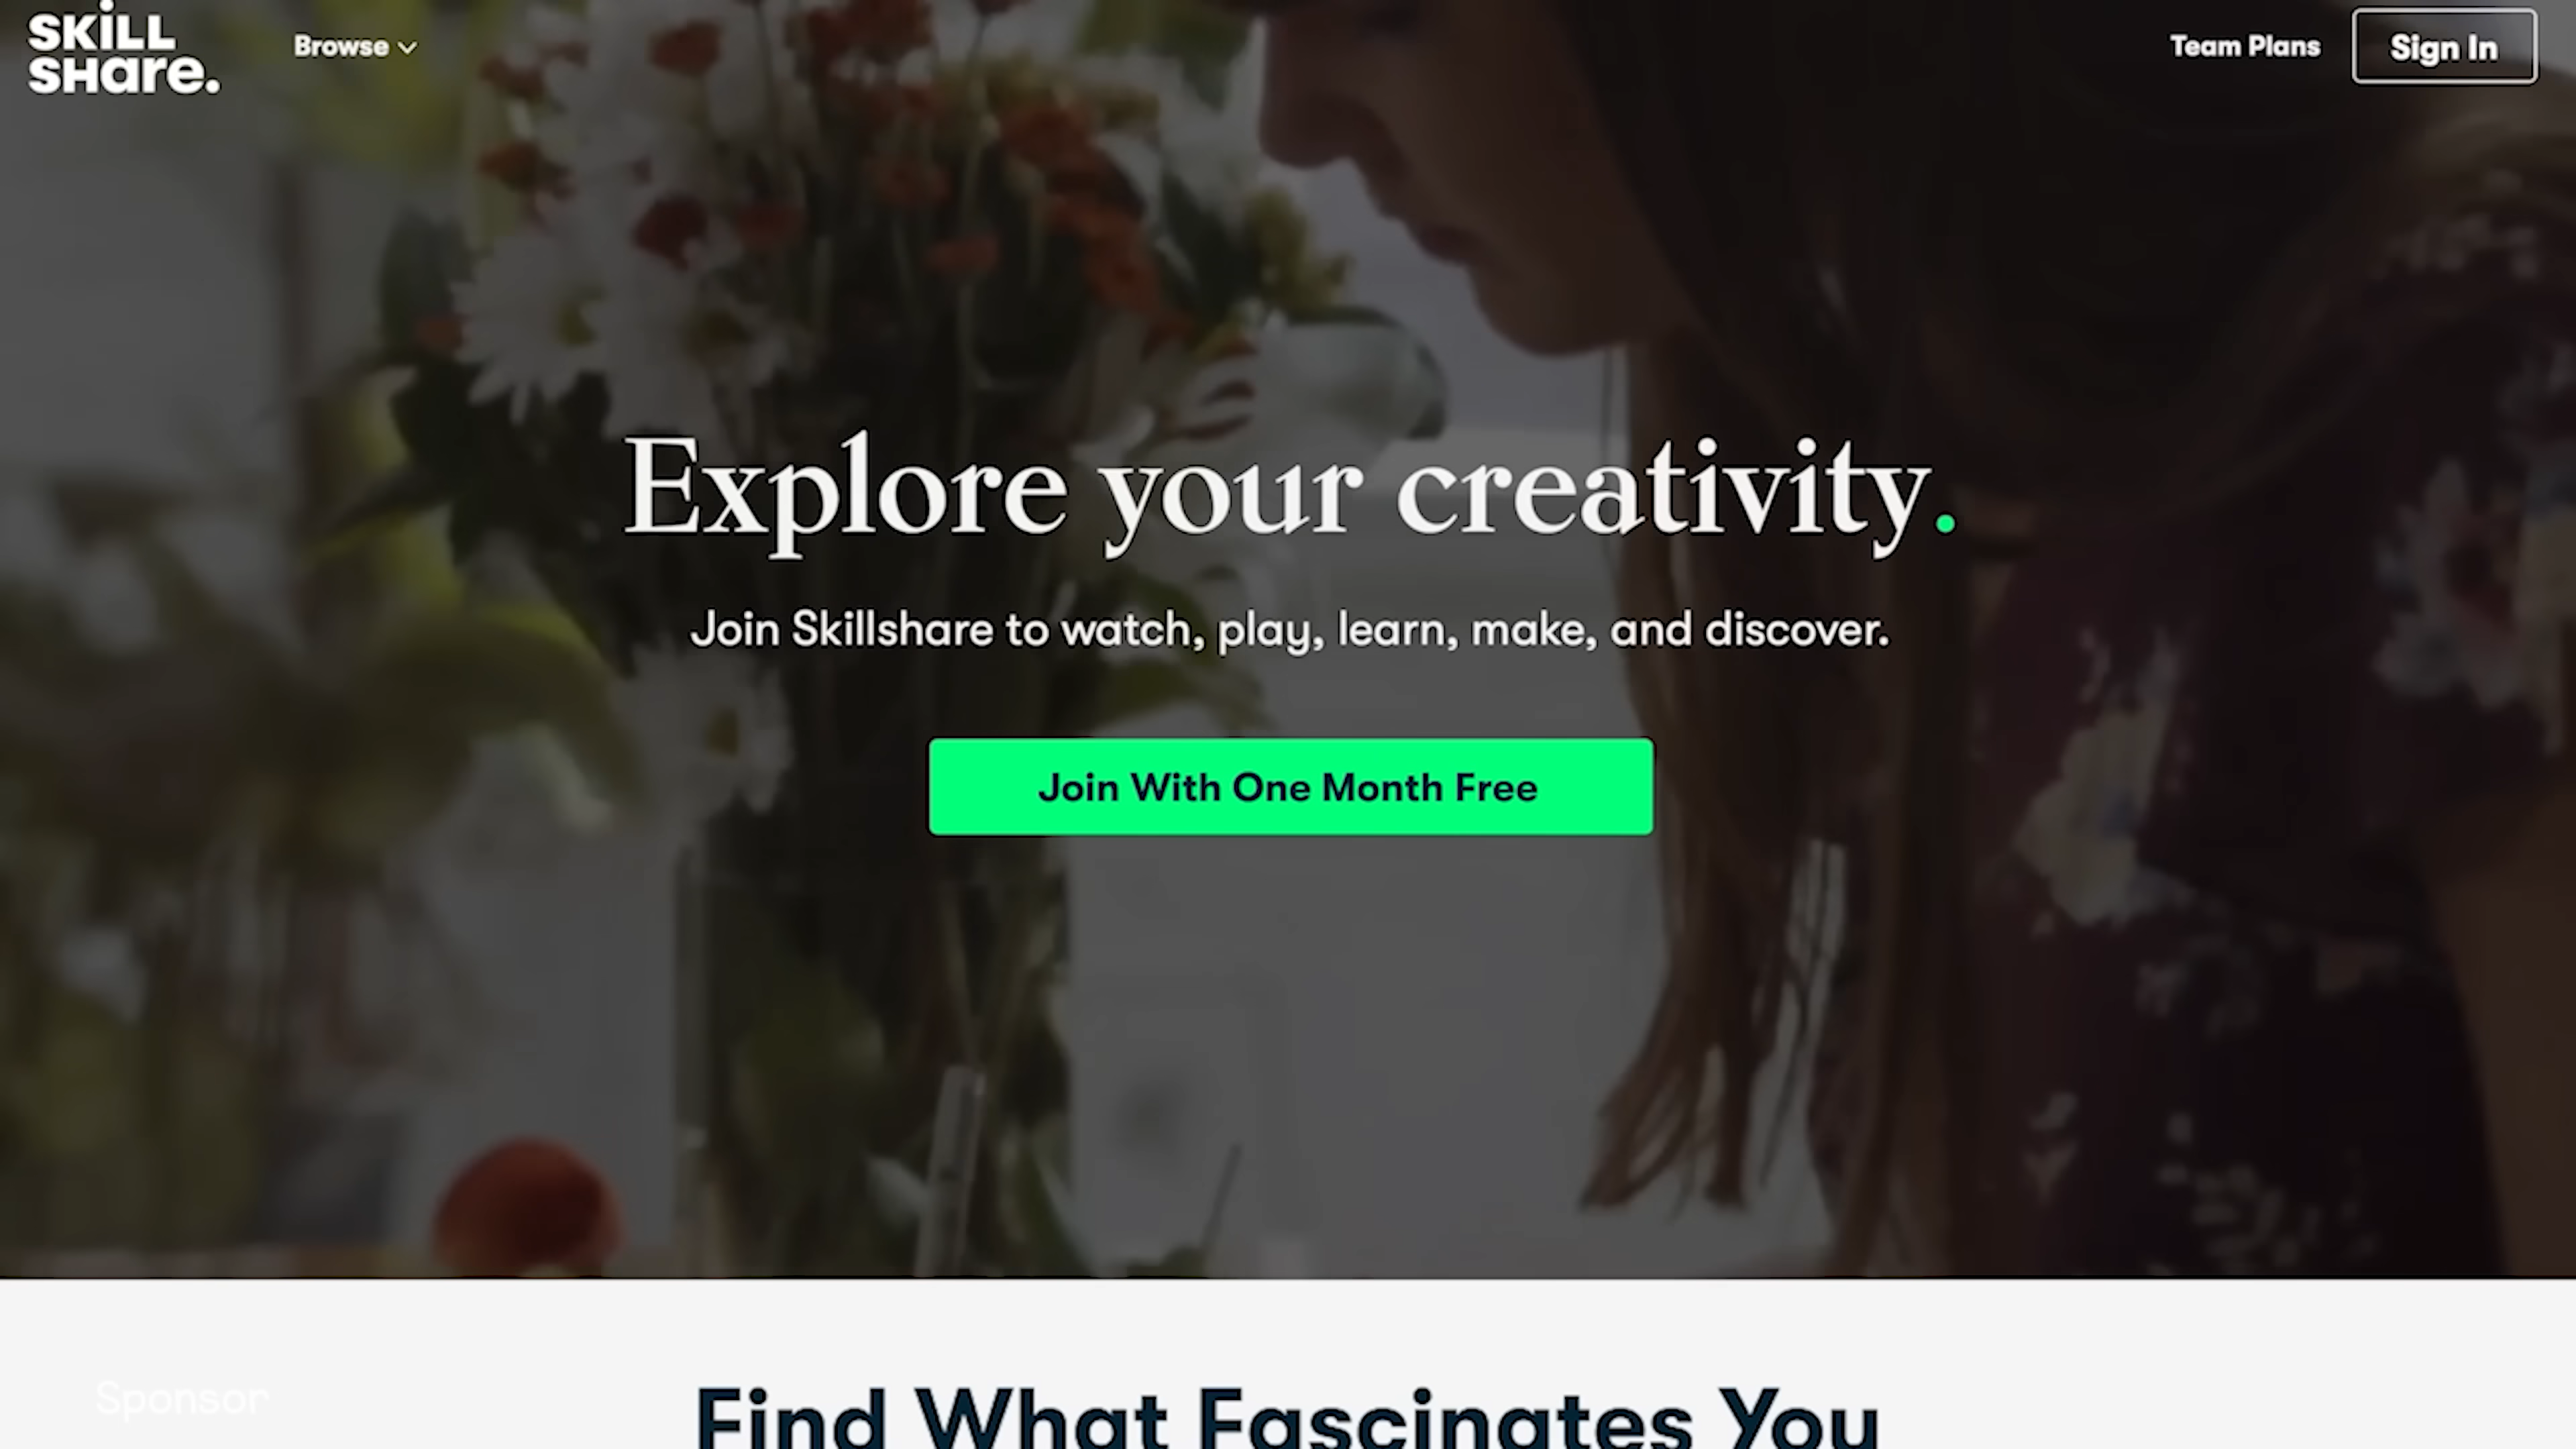 SKILL
SHare.
Browse
Team Plans
Sign In
Explore your creativity.
Join Skillshare to watch, play, learn, make, and discover.
Join With One Month Free
Sponsor
Find What Fascinates You